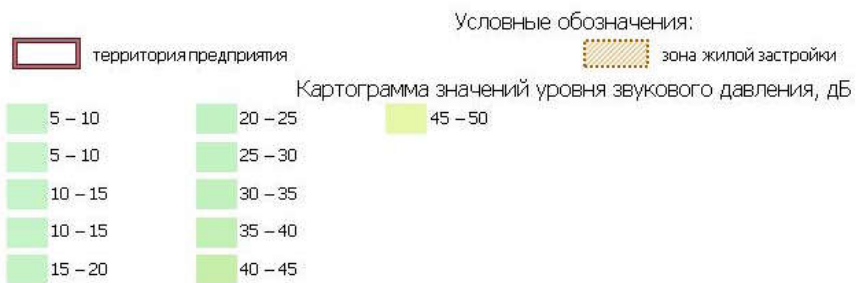 Условные обозначения:
территория предприятия
зона жилой застройки
Картограмма значений уровня звукового давления, дБ
5 – 10
20 – 25
45 – 50
5 – 10
25 – 30
10 – 15
30 – 35
10 – 15
35 – 40
15 – 20
40 – 45